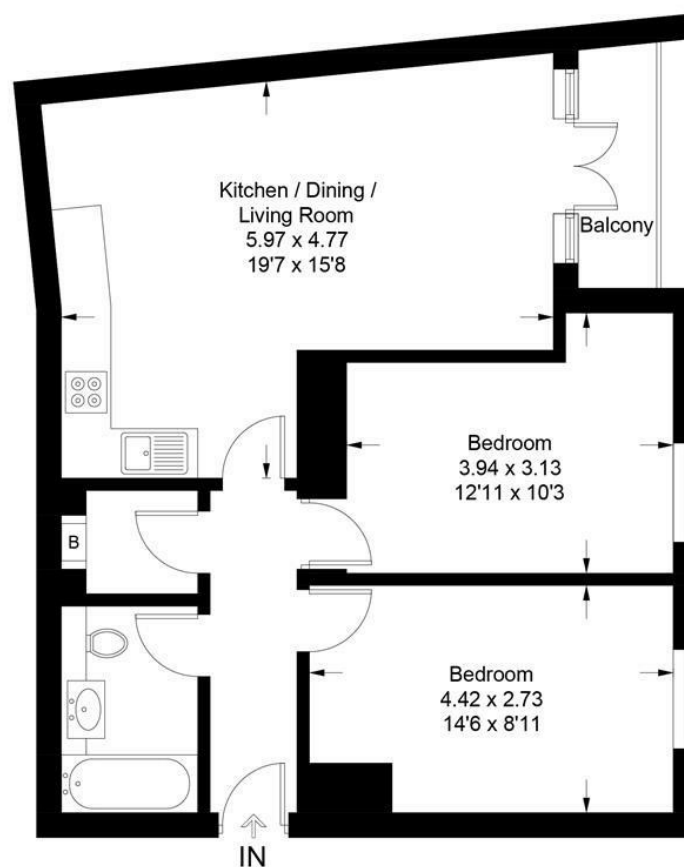 Kitchen / Dining /
Living Room
5.97 x 4.77
19'7 x 15'8
Balcony
Bedroom
3.94 x 3.13
12'11 x 10'3
B
Bedroom
4.42 x 2.73
14'6 x 8'11
IN